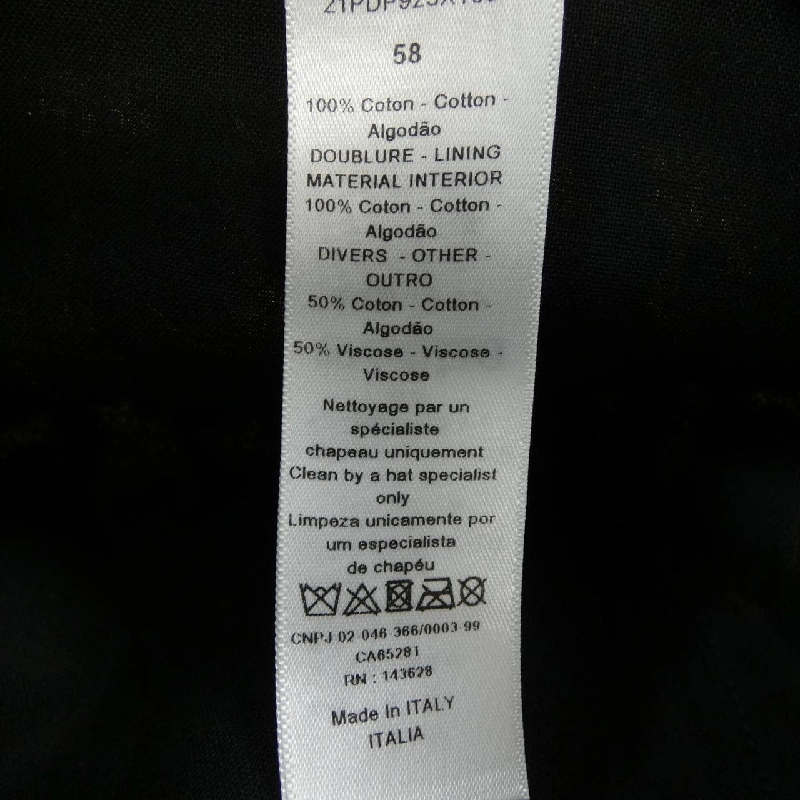 58
100% Coton - Cotton -
Algodão
DOUBLURE - LINING
MATERIAL INTERIOR
100% Coton - Cotton -
Algodão
DIVERS - OTHER -
OUTRO
50% Coton - Cotton -
Algodão
50% Viscose - Viscose -
Viscose
Nettoyage par un
spécialiste
chapeau uniquement
Clean by a hat specialist
only
Limpeza unicamente por
um especialista
de chapéu
CNPJ 02-046-366/0003-99
CA65281
RN : 143628
Made In ITALY
ITALIA